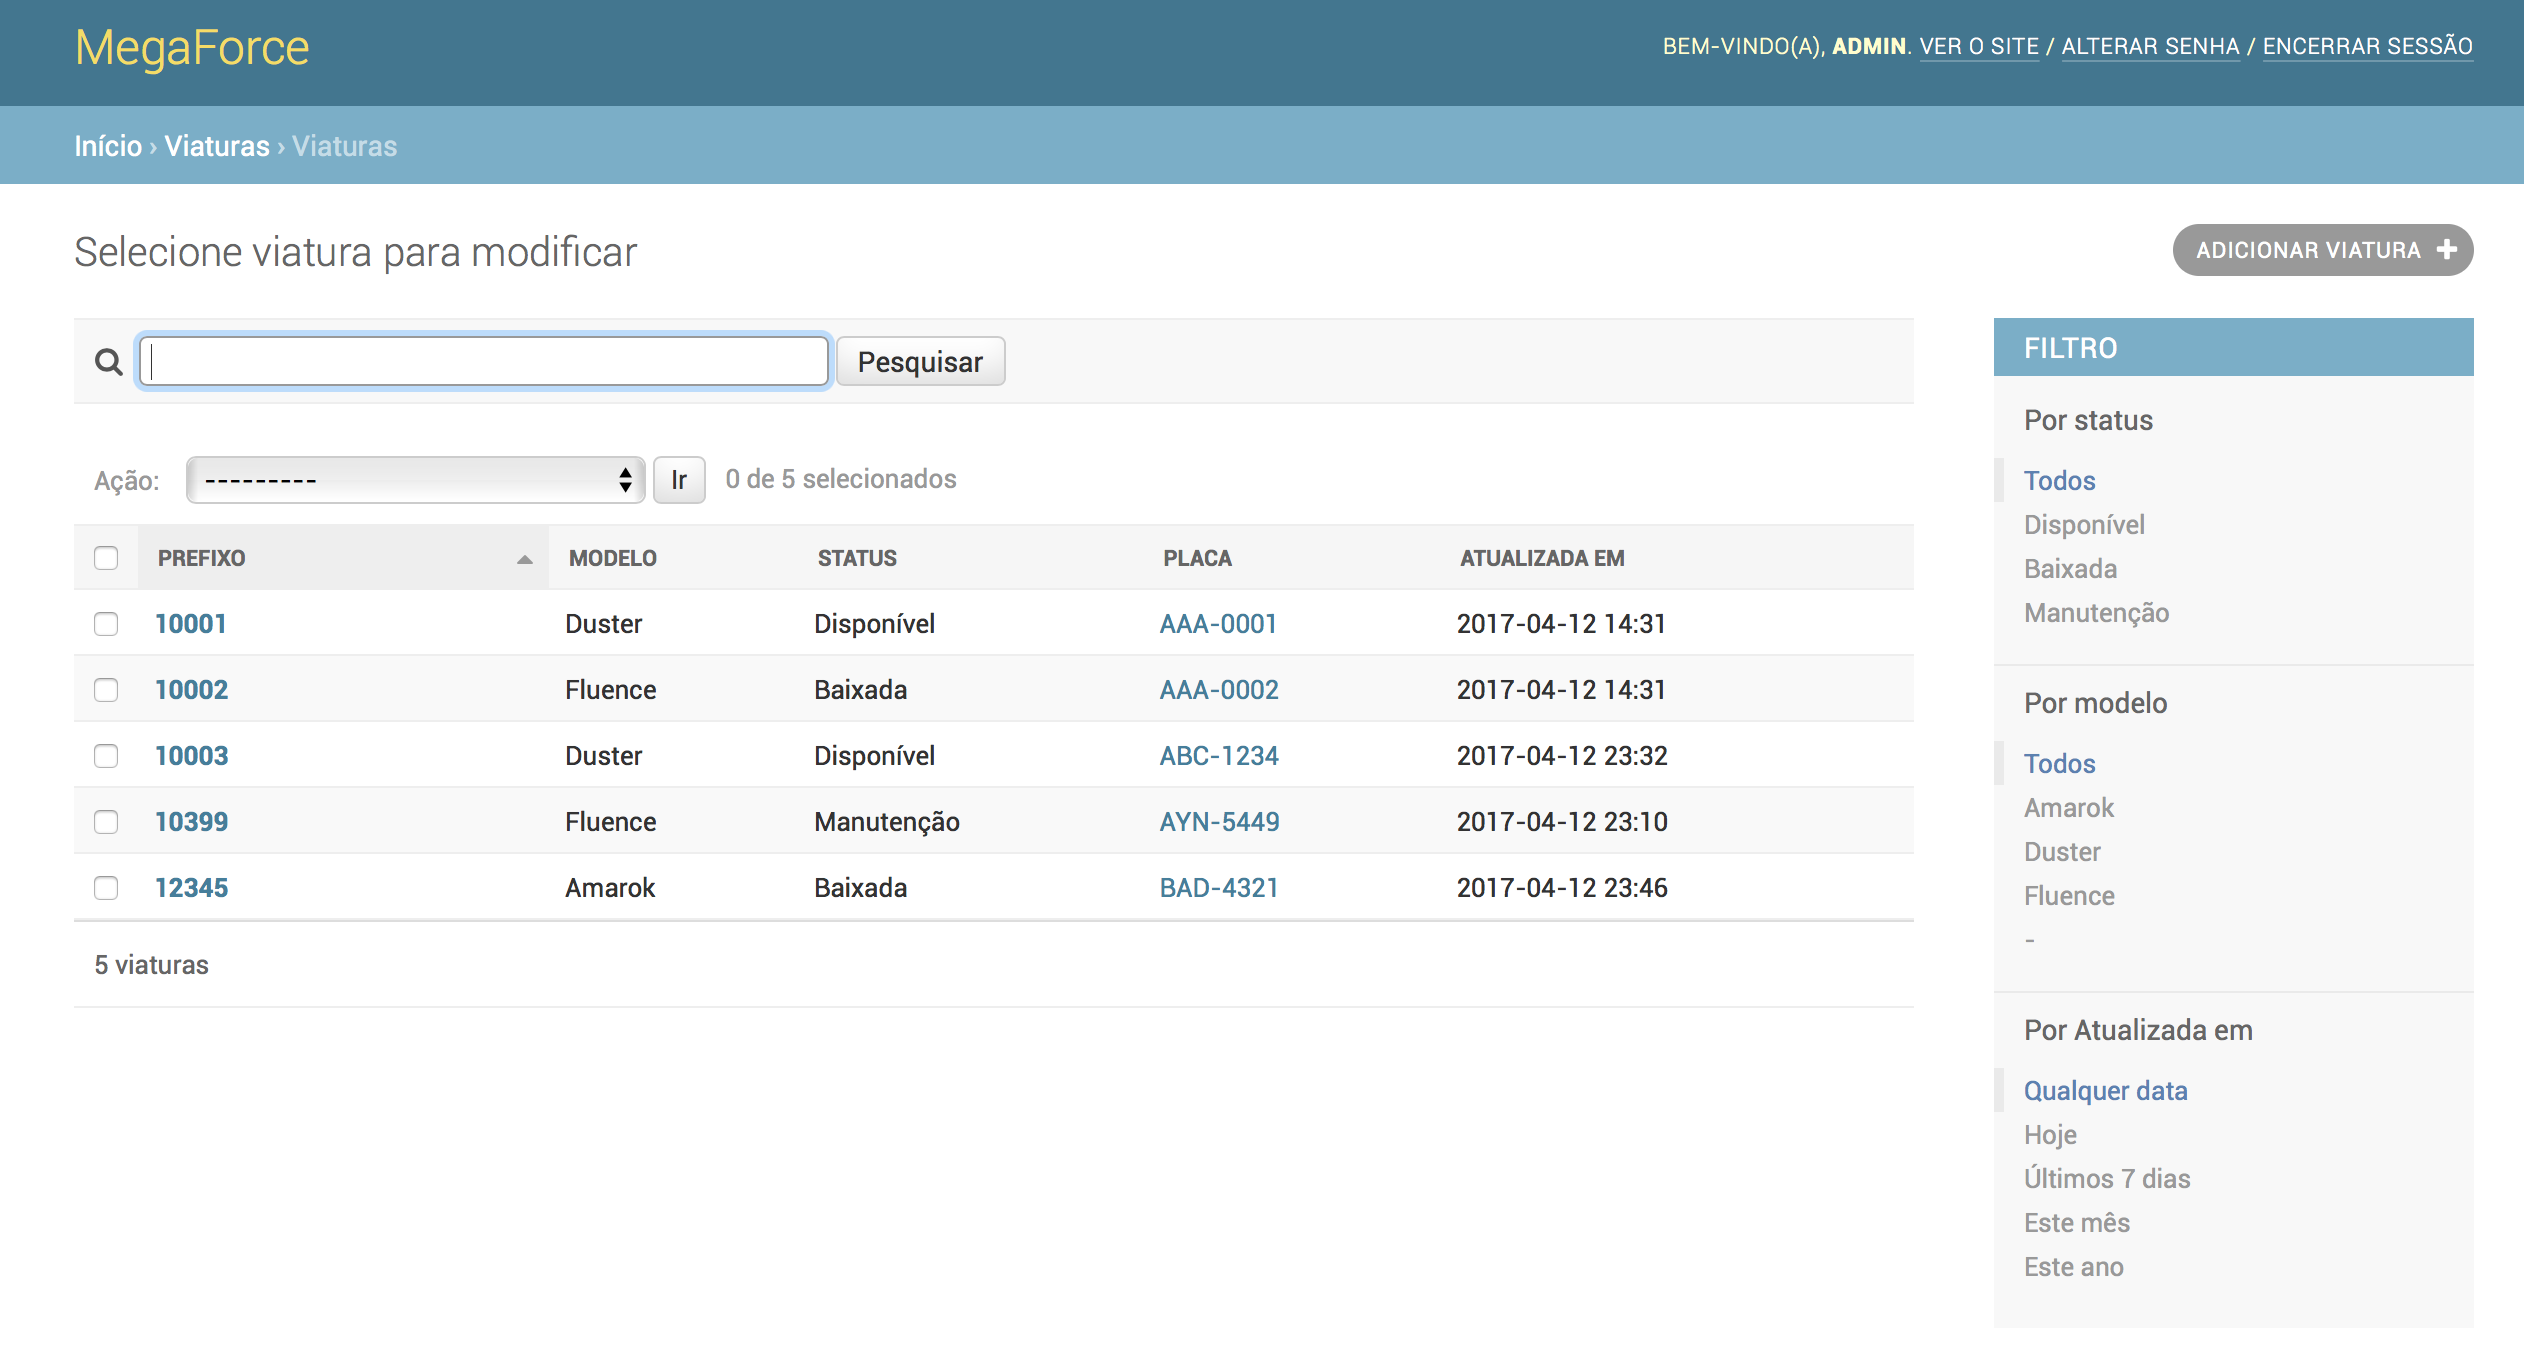 MegaForce
BEM-VINDO(A), ADMIN. VER O SITE / ALTERAR SENHA / ENCERRAR SESSÃO
Início › Viaturas › Viaturas
Selecione viatura para modificar
ADICIONAR VIATURA
Pesquisar
Ação: --------- Ir 0 de 5 selecionados
PREFIXO MODELO STATUS PLACA ATUALIZADA EM
10001 Duster Disponível AAA-0001 2017-04-12 14:31
10002 Fluence Baixada AAA-0002 2017-04-12 14:31
10003 Duster Disponível ABC-1234 2017-04-12 23:32
10399 Fluence Manutenção AYN-5449 2017-04-12 23:10
12345 Amarok Baixada BAD-4321 2017-04-12 23:46
5 viaturas
FILTRO
Por status
Todos
Disponível
Baixada
Manutenção
Por modelo
Todos
Amarok
Duster
Fluence
-
Por Atualizada em
Qualquer data
Hoje
Últimos 7 dias
Este mês
Este ano